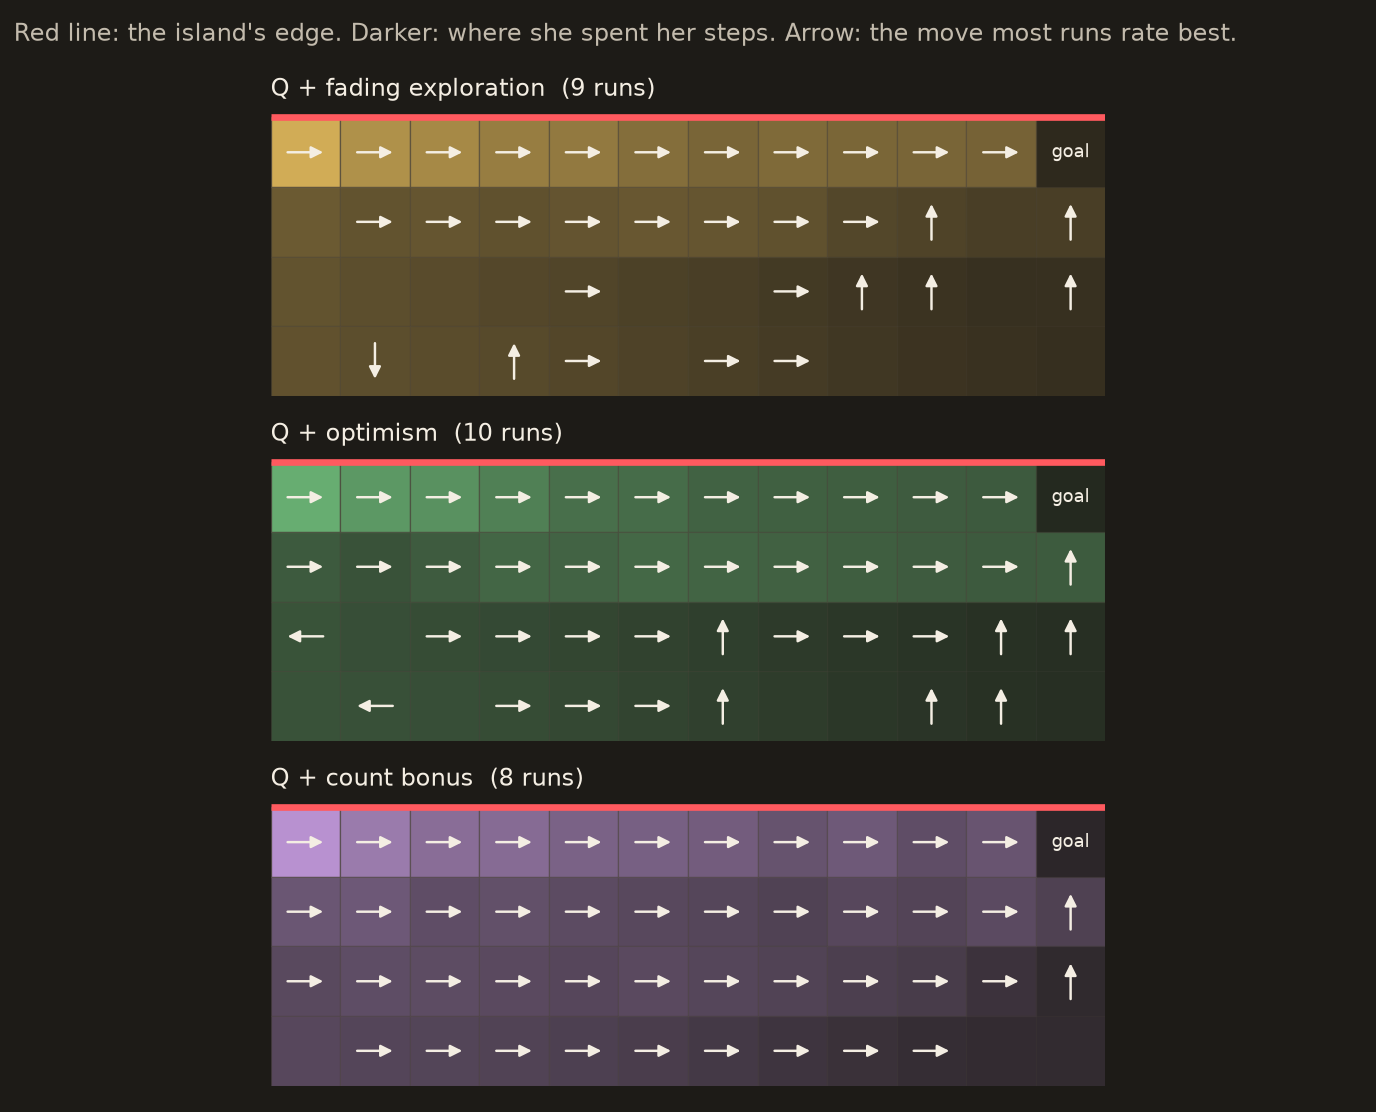 Red line: the island's edge. Darker: where she spent her steps. Arrow: the move most runs rate best.
Q + fading exploration (9 runs)
goal
Q + optimism (10 runs)
goal
Q + count bonus (8 runs)
goal